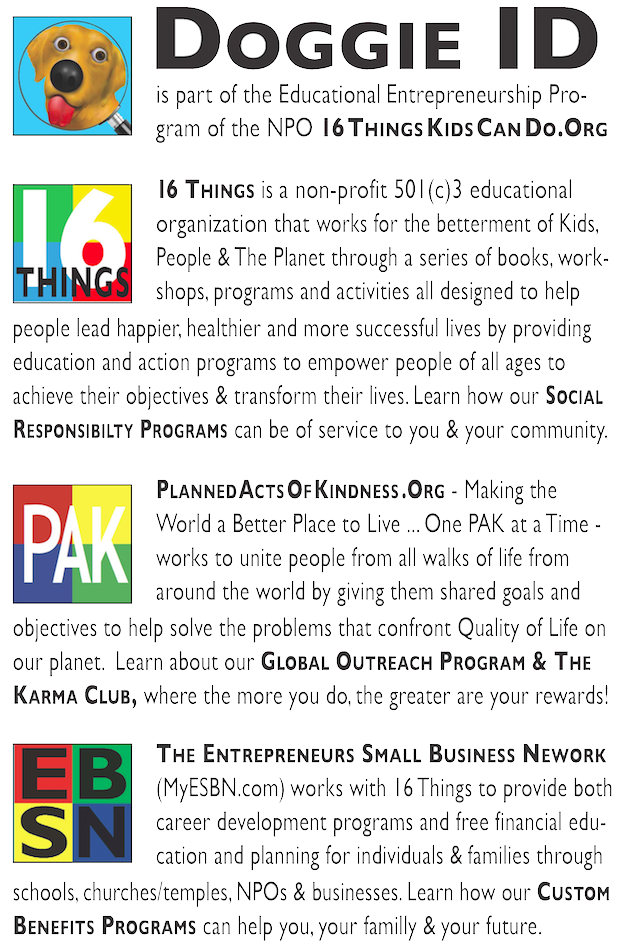 DOGGIE ID
is part of the Educational Entrepreneurship Pro-
gram of the NPO 16 THINGS KIDS CAN DO.ORG
16
THINGS
16 THINGS is a non-profit 501(c)3 educational
organization that works for the betterment of Kids,
People & The Planet through a series of books, work-
shops, programs and activities all designed to help
people lead happier, healthier and more successful lives by providing
education and action programs to empower people of all ages to
achieve their objectives & transform their lives. Learn how our SOCIAL
RESPONSIBILTY PROGRAMS can be of service to you & your community.
PAK
PLANNEDACTSOFKINDNESS.ORG - Making the
World a Better Place to Live ... One PAK at a Time -
works to unite people from all walks of life from
around the world by giving them shared goals and
objectives to help solve the problems that confront Quality of Life on
our planet. Learn about our GLOBAL OUTREACH PROGRAM & THE
KARMA CLUB, where the more you do, the greater are your rewards!
EB
SN
THE ENTREPRENEURS SMALL BUSINESS NEWORK
(MyESBN.com) works with 16 Things to provide both
career development programs and free financial edu-
cation and planning for individuals & families through
schools, churches/temples, NPOs & businesses. Learn how our CUSTOM
BENEFITS PROGRAMS can help you, your familly & your future.